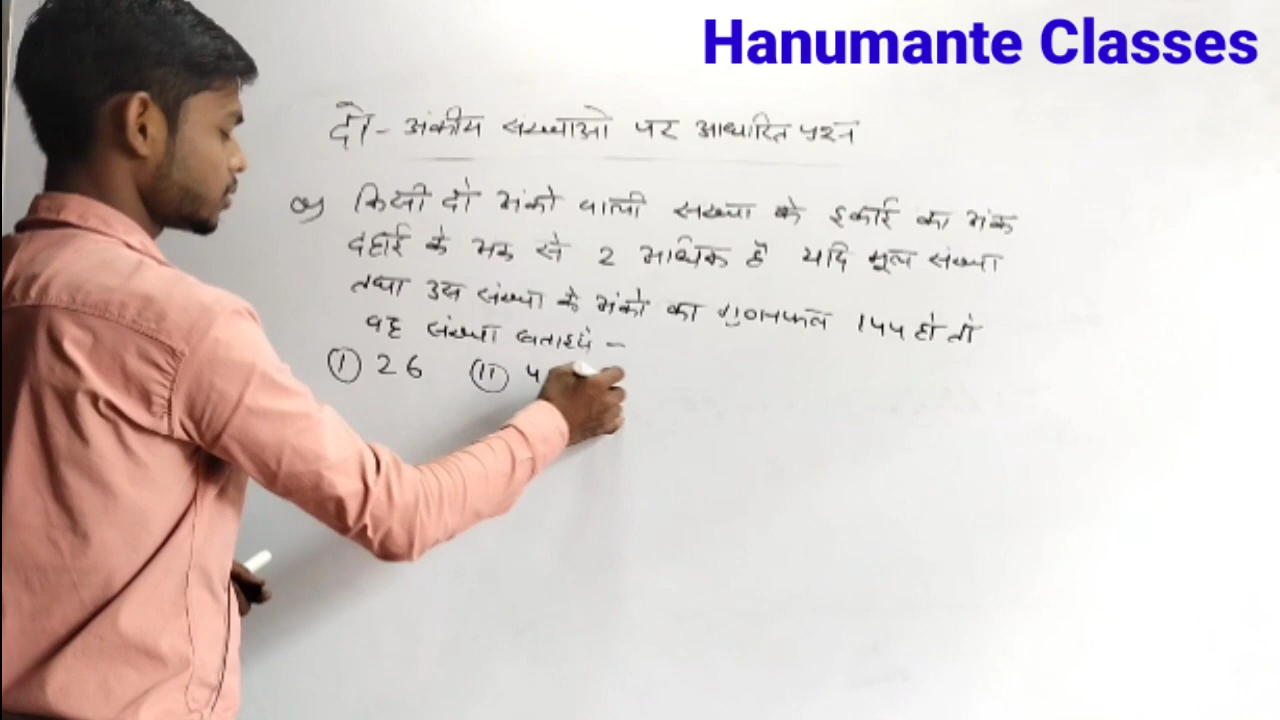 Hanumante Classes
दो - अंकीय संख्याओ पर आधारित प्रश्न
Q) किसी दो अंको वाली संख्या के इकाई का अंक
दहाई के अंक से 2 अधिक है यदि मूल संख्या
तथा उस संख्या के अंको का गुणनफल 144 हो तो
वह संख्या बताइये -
(I) 26 (II) 4